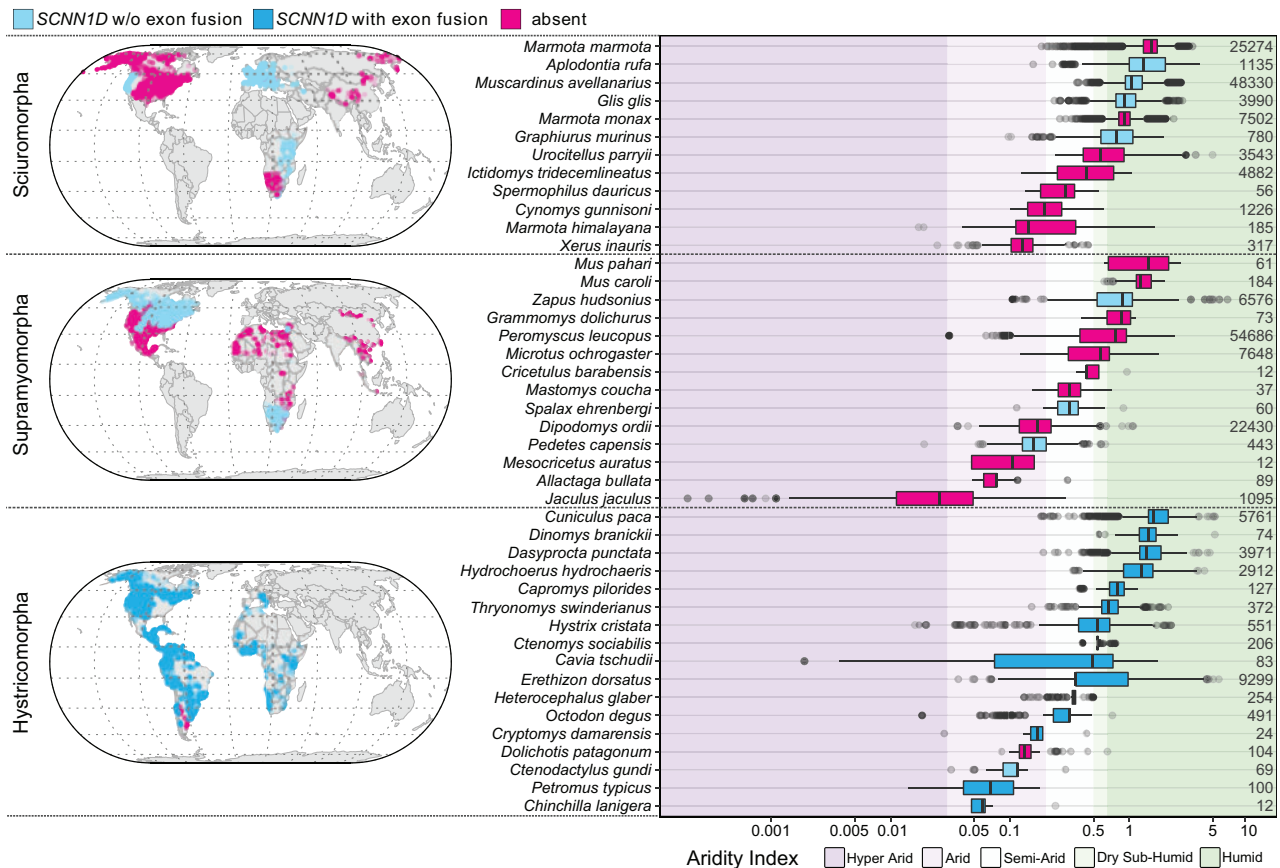 SCNN1D w/o exon fusion SCNN1D with exon fusion absent
Sciuromorpha
Marmota marmota 25274
Aplodontia rufa 1135
Muscardinus avellanarius 48330
Glis glis 3990
Marmota monax 7502
Graphiurus murinus 780
Urocitellus parryii 3543
Ictidomys tridecemlineatus 4882
Spermophilus dauricus 56
Cynomys gunnisoni 1226
Marmota himalayana 185
Xerus inauris 317
Supramyomorpha
Mus pahari 61
Mus caroli 184
Zapus hudsonius 6576
Grammomys dolichurus 73
Peromyscus leucopus 54686
Microtus ochrogaster 7648
Cricetulus barabensis 12
Mastomys coucha 37
Spalax ehrenbergi 60
Dipodomys ordii 22430
Pedetes capensis 443
Mesocricetus auratus 12
Allactaga bullata 89
Jaculus jaculus 1095
Hystricomorpha
Cuniculus paca 5761
Dinomys branickii 74
Dasyprocta punctata 3971
Hydrochoerus hydrochaeris 2912
Capromys pilorides 127
Thryonomys swinderianus 372
Hystrix cristata 551
Ctenomys sociabilis 206
Cavia tschudii 83
Erethizon dorsatus 9299
Heterocephalus glaber 254
Octodon degus 491
Cryptomys damarensis 24
Dolichotis patagonum 104
Ctenodactylus gundi 69
Petromus typicus 100
Chinchilla lanigera 12
0.001 0.005 0.01 0.05 0.1 0.5 1 5 10
Aridity Index Hyper Arid Arid Semi-Arid Dry Sub-Humid Humid